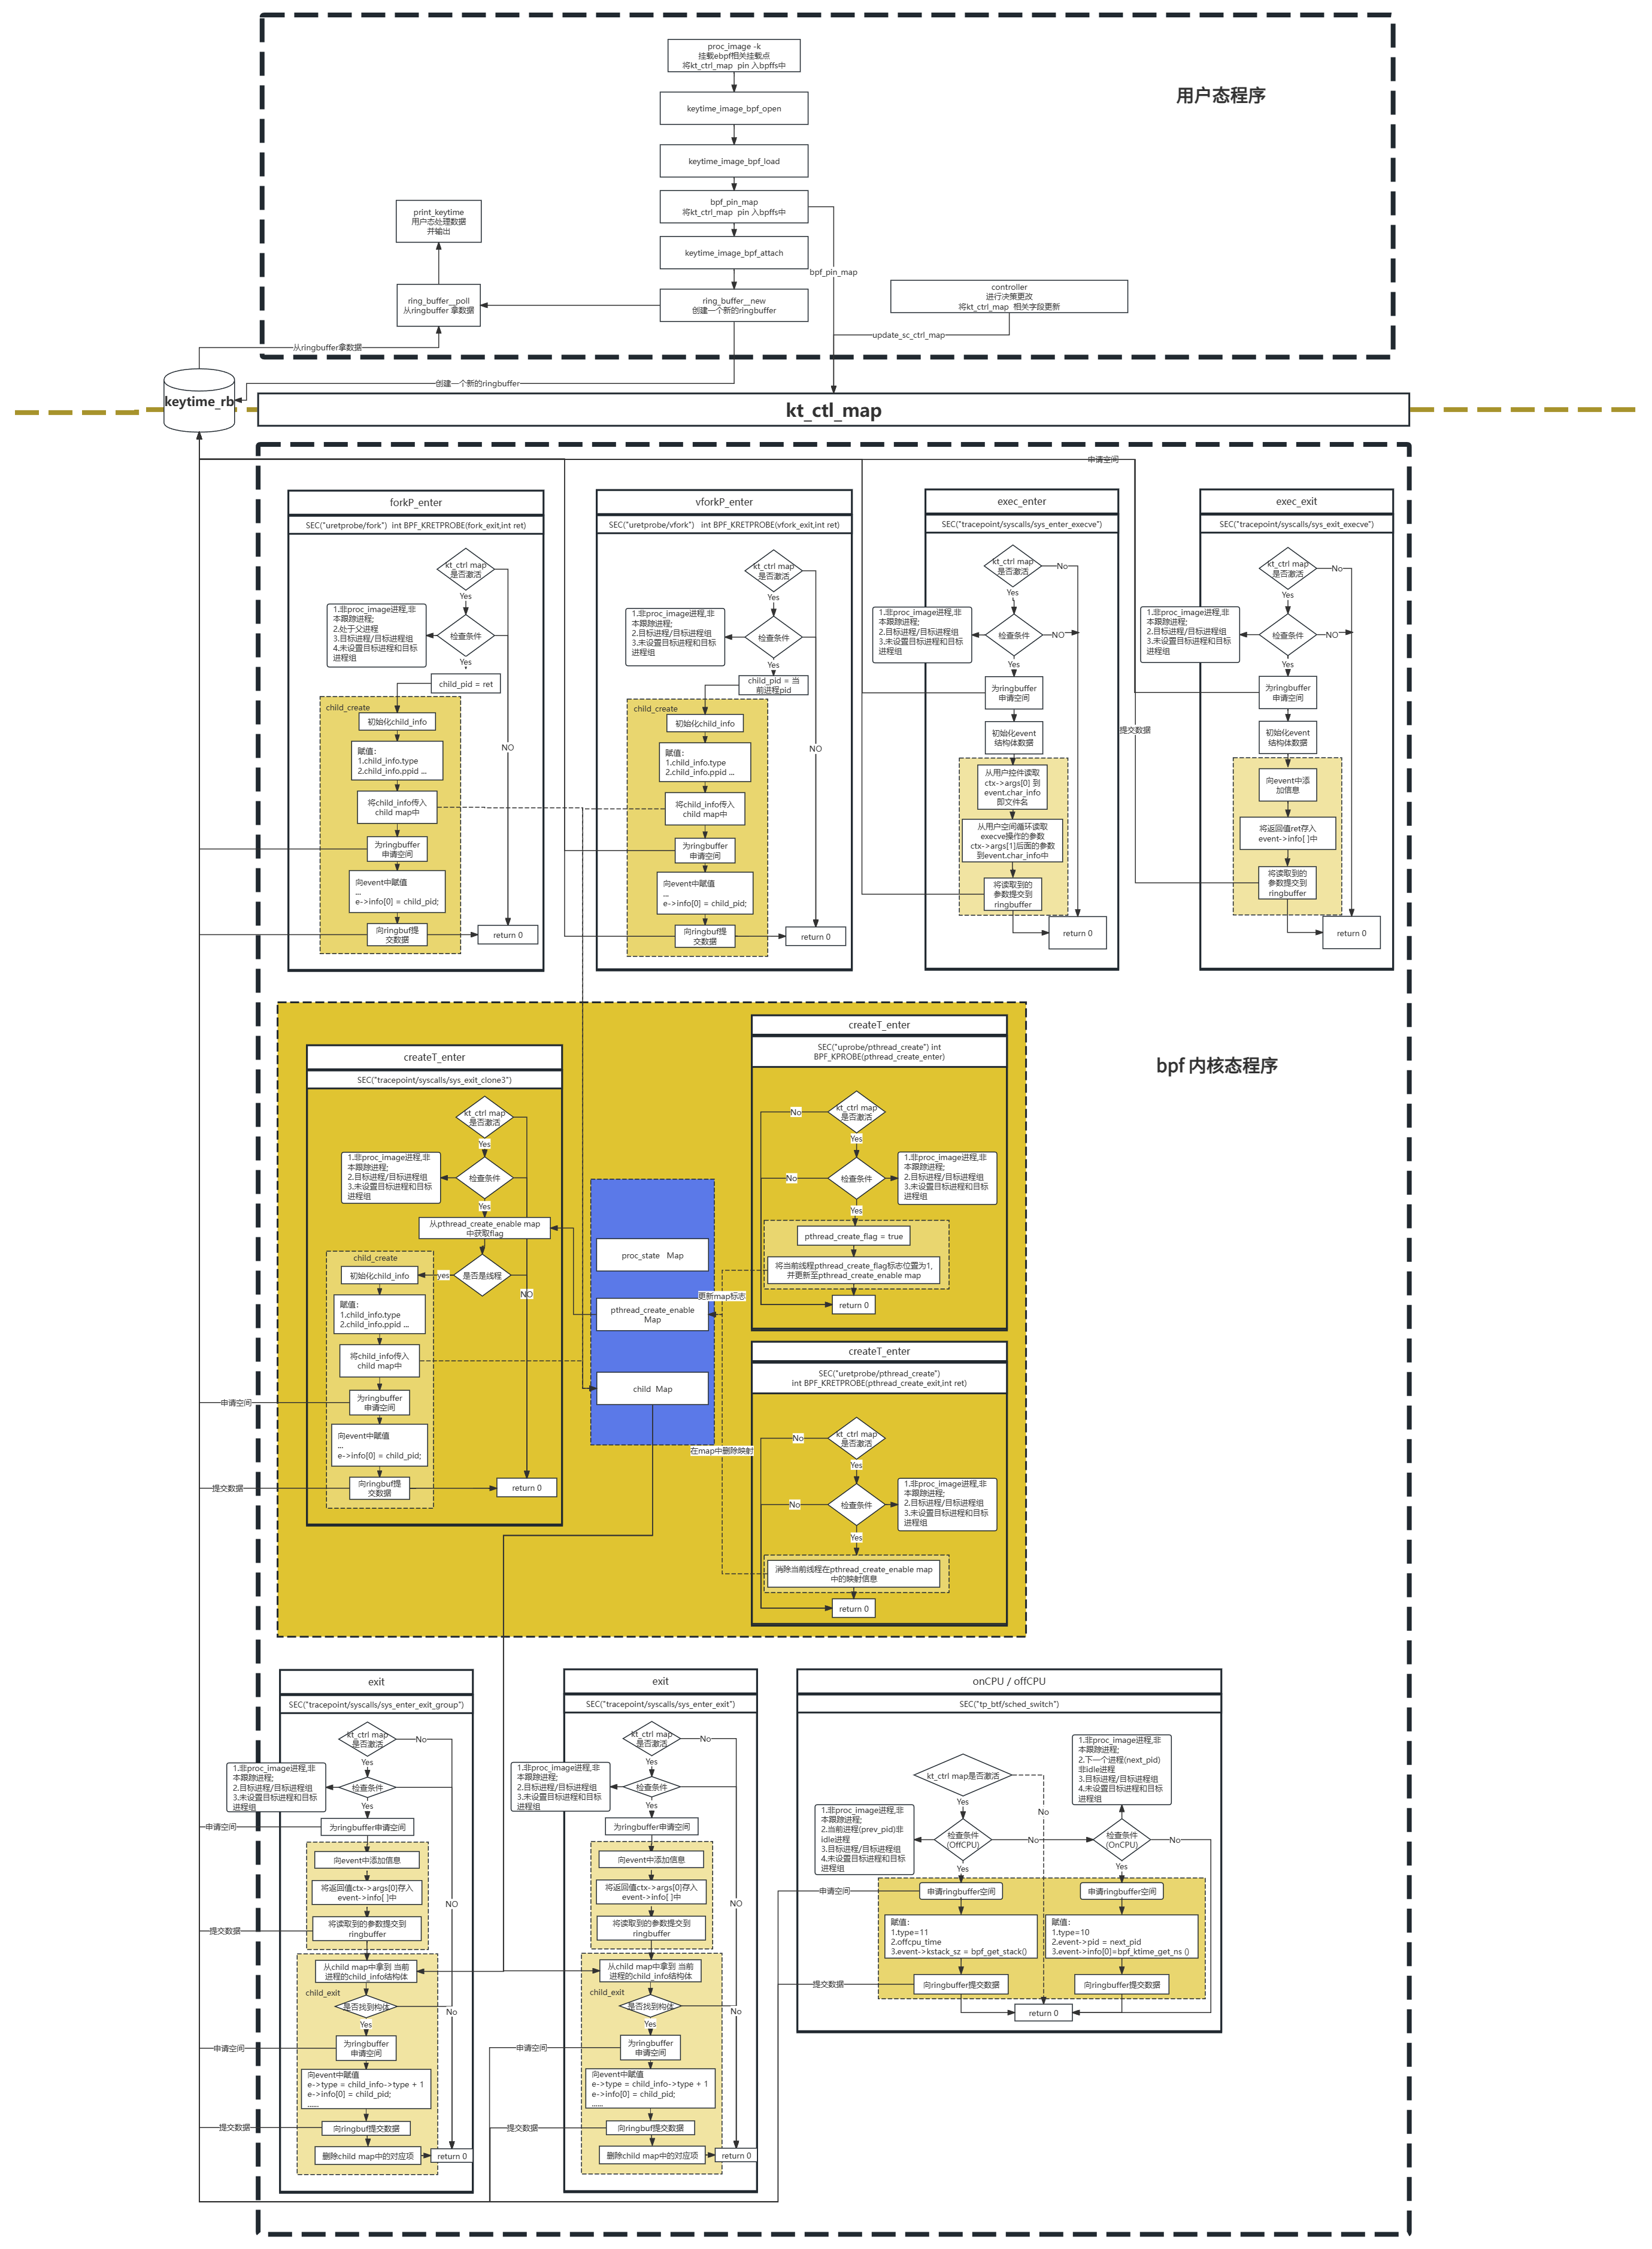 用户态程序
proc_image -k
挂载ebpf相关挂载点
将kt_ctrl_map  pin 入bpffs中
keytime_image_bpf_open
keytime_image_bpf_load
bpf_pin_map
将kt_ctrl_map  pin 入bpffs中
keytime_image_bpf_attach
ring_buffer__new
创建一个新的ringbuffer
print_keytime
用户态处理数据
并输出
ring_buffer__poll
从ringbuffer 拿数据
bpf_pin_map
controller
进行决策更改
将kt_ctrl_map  相关字段更新
update_sc_ctrl_map
从ringbuffer拿数据
创建一个新的ringbuffer
keytime_rb
kt_ctl_map
申请空间
forkP_enter
SEC("uretprobe/fork")  int BPF_KRETPROBE(fork_exit,int ret)
kt_ctrl map
是否激活
Yes
1.非proc_image进程,非
本跟踪进程;
2.处于父进程
3.目标进程/目标进程组
4.未设置目标进程和目标
进程组
检查条件
Yes
child_pid = ret
child_create
初始化child_info
NO
赋值：
1.child_info.type
2.child_info.ppid ...
将child_info传入
child map中
为ringbuffer
申请空间
向event中赋值
...
e->info[0] = child_pid;
向ringbuf提
交数据
return 0
vforkP_enter
SEC("uretprobe/vfork")   int BPF_KRETPROBE(vfork_exit,int ret)
kt_ctrl map
是否激活
Yes
1.非proc_image进程,非
本跟踪进程;
2.目标进程/目标进程组
3.未设置目标进程和目标
进程组
检查条件
Yes
child_pid = 当
前进程pid
child_create
初始化child_info
NO
赋值：
1.child_info.type
2.child_info.ppid ...
将child_info传入
child map中
为ringbuffer
申请空间
向event中赋值
...
e->info[0] = child_pid;
向ringbuf提
交数据
return 0
exec_enter
SEC("tracepoint/syscalls/sys_enter_execve")
kt_ctrl map
是否激活
No
Yes
1.非proc_image进程,非
本跟踪进程;
2.目标进程/目标进程组
3.未设置目标进程和目标
进程组
检查条件
NO
Yes
为ringbuffer
申请空间
初始化event
结构体数据
提交数据
从用户控件读取
ctx->args[0] 到
event.char_info
即文件名
从用户空间循环读取
execve操作的参数
ctx->args[1]后面的参数
到event.char_info中
将读取到的
参数提交到
ringbuffer
return 0
exec_exit
SEC("tracepoint/syscalls/sys_exit_execve")
kt_ctrl map
是否激活
No
Yes
1.非proc_image进程,非
本跟踪进程;
2.目标进程/目标进程组
3.未设置目标进程和目标
进程组
检查条件
NO
Yes
为ringbuffer
申请空间
初始化event
结构体数据
向event中添
加信息
将返回值ret存入
event->info[ ]中
将读取到的
参数提交到
ringbuffer
return 0
bpf 内核态程序
createT_enter
SEC("tracepoint/syscalls/sys_exit_clone3")
kt_ctrl map
是否激活
Yes
1.非proc_image进程,非
本跟踪进程;
2.目标进程/目标进程组
3.未设置目标进程和目标
进程组
检查条件
Yes
从pthread_create_enable map
中获取flag
child_create
初始化child_info
yes
是否是线程
NO
赋值：
1.child_info.type
2.child_info.ppid ...
将child_info传入
child map中
申请空间
为ringbuffer
申请空间
向event中赋值
...
e->info[0] = child_pid;
提交数据
向ringbuf提
交数据
return 0
proc_state   Map
pthread_create_enable
Map
child  Map
更新map标志
在map中删除映射
createT_enter
SEC("uprobe/pthread_create") int
BPF_KPROBE(pthread_create_enter)
No
kt_ctrl map
是否激活
Yes
No
检查条件
1.非proc_image进程,非
本跟踪进程;
2.目标进程/目标进程组
3.未设置目标进程和目标
进程组
Yes
pthread_create_flag = true
将当前线程pthread_create_flag标志位置为1,
并更新至pthread_create_enable map
return 0
createT_enter
SEC("uretprobe/pthread_create")
int BPF_KRETPROBE(pthread_create_exit,int ret)
No
kt_ctrl map
是否激活
Yes
No
检查条件
1.非proc_image进程,非
本跟踪进程;
2.目标进程/目标进程组
3.未设置目标进程和目标
进程组
Yes
消除当前线程在pthread_create_enable map
中的映射信息
return 0
exit
SEC("tracepoint/syscalls/sys_enter_exit_group")
kt_ctrl map
是否激活
No
Yes
1.非proc_image进程,非
本跟踪进程;
2.目标进程/目标进程组
3.未设置目标进程和目标
进程组
检查条件
Yes
申请空间
为ringbuffer申请空间
向event中添加信息
将返回值ctx->args[0]存入
event->info[ ]中
NO
提交数据
将读取到的参数提交到
ringbuffer
从child map中拿到 当前
进程的child_info结构体
child_exit
是否找到构体
No
Yes
申请空间
为ringbuffer
申请空间
向event中赋值
e->type = child_info->type + 1
e->info[0] = child_pid;
......
提交数据
向ringbuf提交数据
删除child map中的对应项
return 0
exit
SEC("tracepoint/syscalls/sys_enter_exit")
kt_ctrl map
是否激活
No
Yes
1.非proc_image进程,非
本跟踪进程;
2.目标进程/目标进程组
3.未设置目标进程和目标
进程组
检查条件
Yes
为ringbuffer申请空间
向event中添加信息
将返回值ctx->args[0]存入
event->info[ ]中
NO
将读取到的参数提交到
ringbuffer
从child map中拿到 当前
进程的child_info结构体
child_exit
是否找到构体
No
Yes
申请空间
为ringbuffer
申请空间
向event中赋值
e->type = child_info->type + 1
e->info[0] = child_pid;
......
提交数据
向ringbuf提交数据
删除child map中的对应项
return 0
onCPU / offCPU
SEC("tp_btf/sched_switch")
kt_ctrl map是否激活
1.非proc_image进程,非
本跟踪进程;
2.下一个进程(next_pid)
非idle进程
3.目标进程/目标进程组
4.未设置目标进程和目标
进程组
Yes
No
1.非proc_image进程,非
本跟踪进程;
2.当前进程(prev_pid)非
idle进程
3.目标进程/目标进程组
4.未设置目标进程和目标
进程组
检查条件
(OffCPU)
No
检查条件
(OnCPU)
No
Yes
Yes
申请空间
申请ringbuffer空间
申请ringbuffer空间
赋值：
1.type=11
2.offcpu_time
3.event->kstack_sz = bpf_get_stack()
赋值：
1.type=10
2.event->pid = next_pid
3.event->info[0]=bpf_ktime_get_ns ()
提交数据
向ringbuffer提交数据
向ringbuffer提交数据
return 0